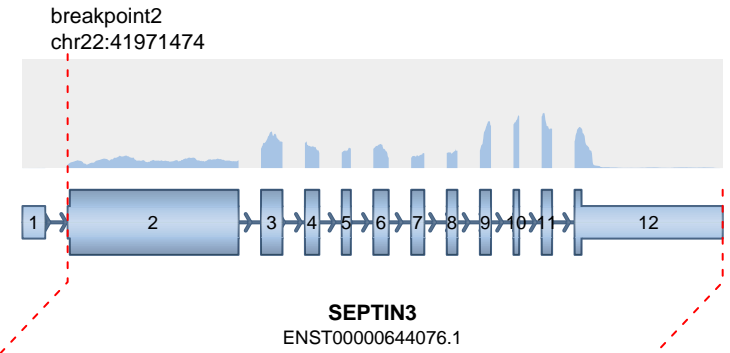 breakpoint2
chr22:41971474
1 2 3 4 5 6 7 8 9 10 11 12
SEPTIN3
ENST00000644076.1